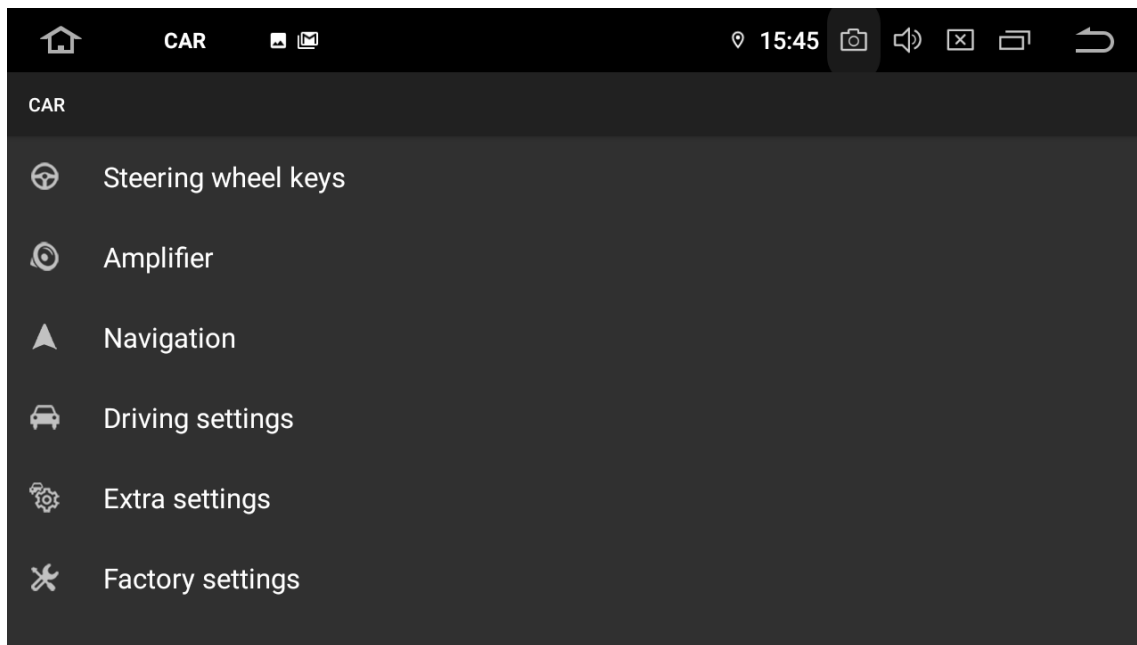 CAR
15:45
CAR
Steering wheel keys
Amplifier
Navigation
Driving settings
Extra settings
Factory settings